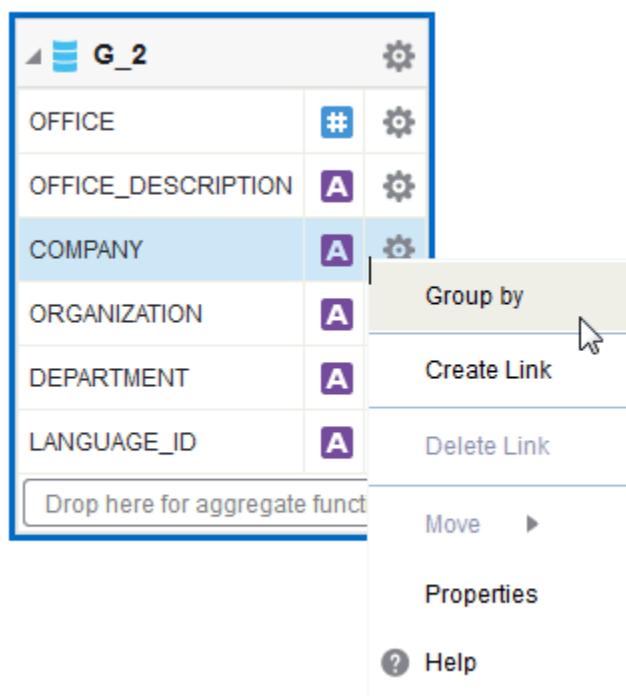 G_2
OFFICE #
OFFICE_DESCRIPTION A
COMPANY A
ORGANIZATION A
DEPARTMENT A
LANGUAGE_ID A
Drop here for aggregate funct
Group by
Create Link
Delete Link
Move
Properties
? Help